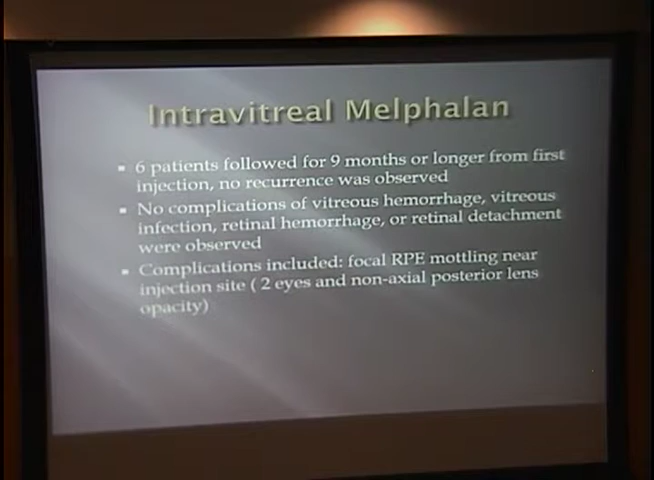 Intravitreal Melphalan
▪ 6 patients followed for 9 months or longer from first
injection, no recurrence was observed
▪ No complications of vitreous hemorrhage, vitreous
infection, retinal hemorrhage, or retinal detachment
were observed
▪ Complications included: focal RPE mottling near
injection site ( 2 eyes and non-axial posterior lens
opacity)